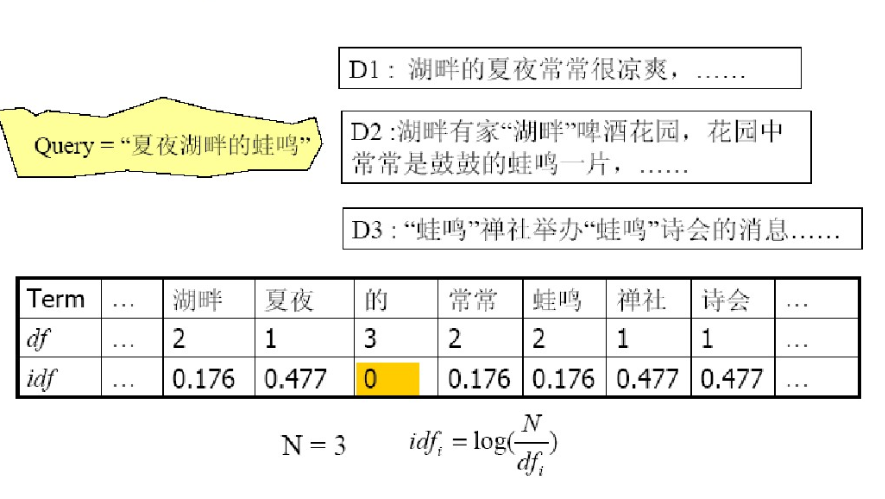 D1 : 湖畔的夏夜常常很凉爽，……
Query = “夏夜湖畔的蛙鸣”
D2 :湖畔有家“湖畔”啤酒花园，花园中
常常是鼓鼓的蛙鸣一片，……
D3 : “蛙鸣”禅社举办“蛙鸣”诗会的消息……
Term … 湖畔 夏夜 的 常常 蛙鸣 禅社 诗会 …
df … 2 1 3 2 2 1 1 …
idf … 0.176 0.477 0 0.176 0.176 0.477 0.477 …
N = 3 idf_i = log(N/df_i)